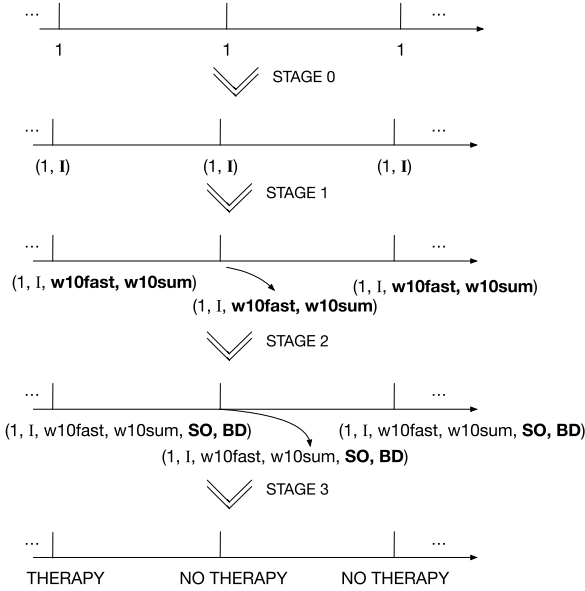 ... ...
1 1 1
STAGE 0
... ...
(1, I) (1, I) (1, I)
STAGE 1
... ...
(1, I, w10fast, w10sum) (1, I, w10fast, w10sum)
(1, I, w10fast, w10sum)
STAGE 2
... ...
(1, I, w10fast, w10sum, SO, BD) (1, I, w10fast, w10sum, SO, BD)
(1, I, w10fast, w10sum, SO, BD)
STAGE 3
... ...
THERAPY NO THERAPY NO THERAPY